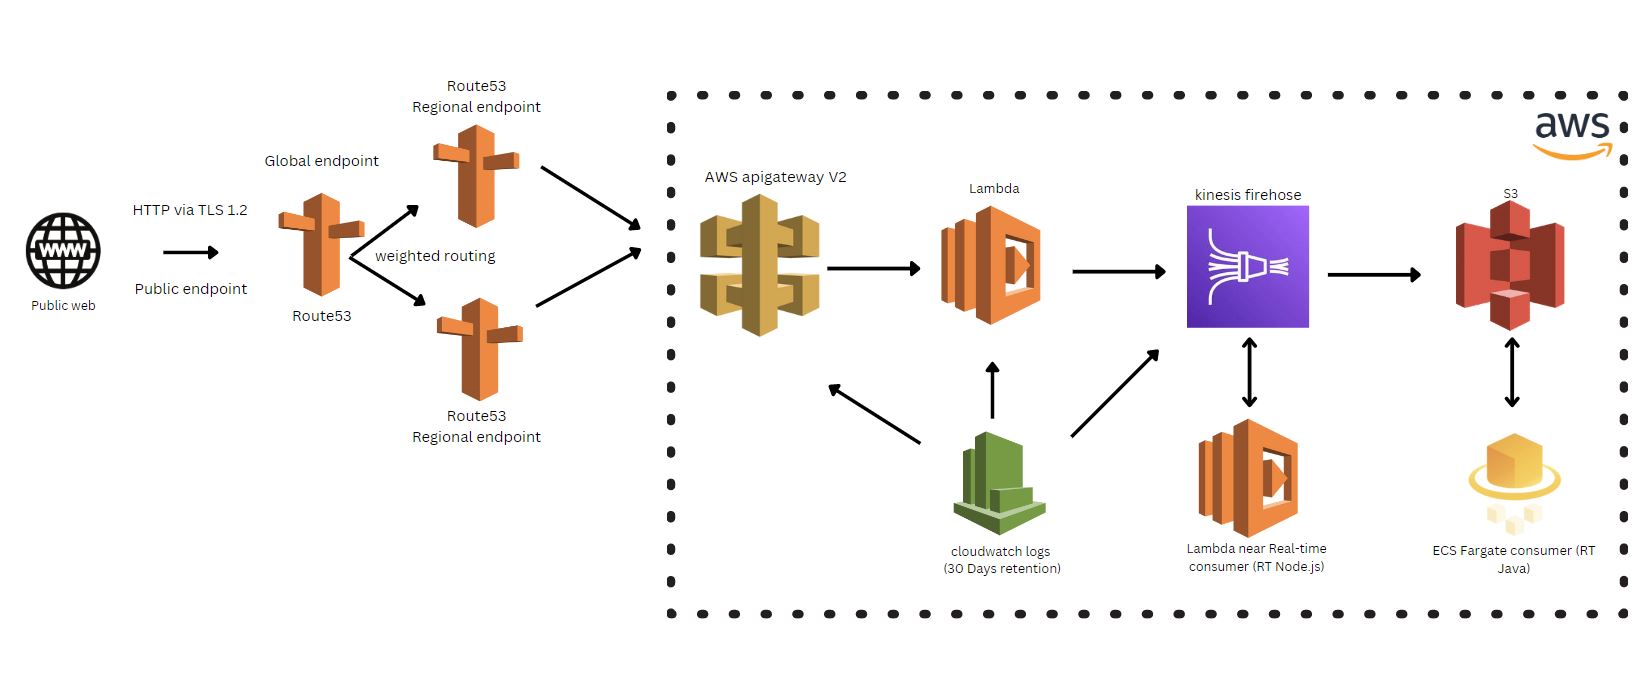 Route53
Regional endpoint
Global endpoint
HTTP via TLS 1.2
WWW
Public endpoint
Public web
Route53
weighted routing
Route53
Regional endpoint
aws
AWS apigateway V2
Lambda
kinesis firehose
S3
cloudwatch logs
(30 Days retention)
Lambda near Real-time
consumer (RT Node.js)
ECS Fargate consumer (RT
Java)